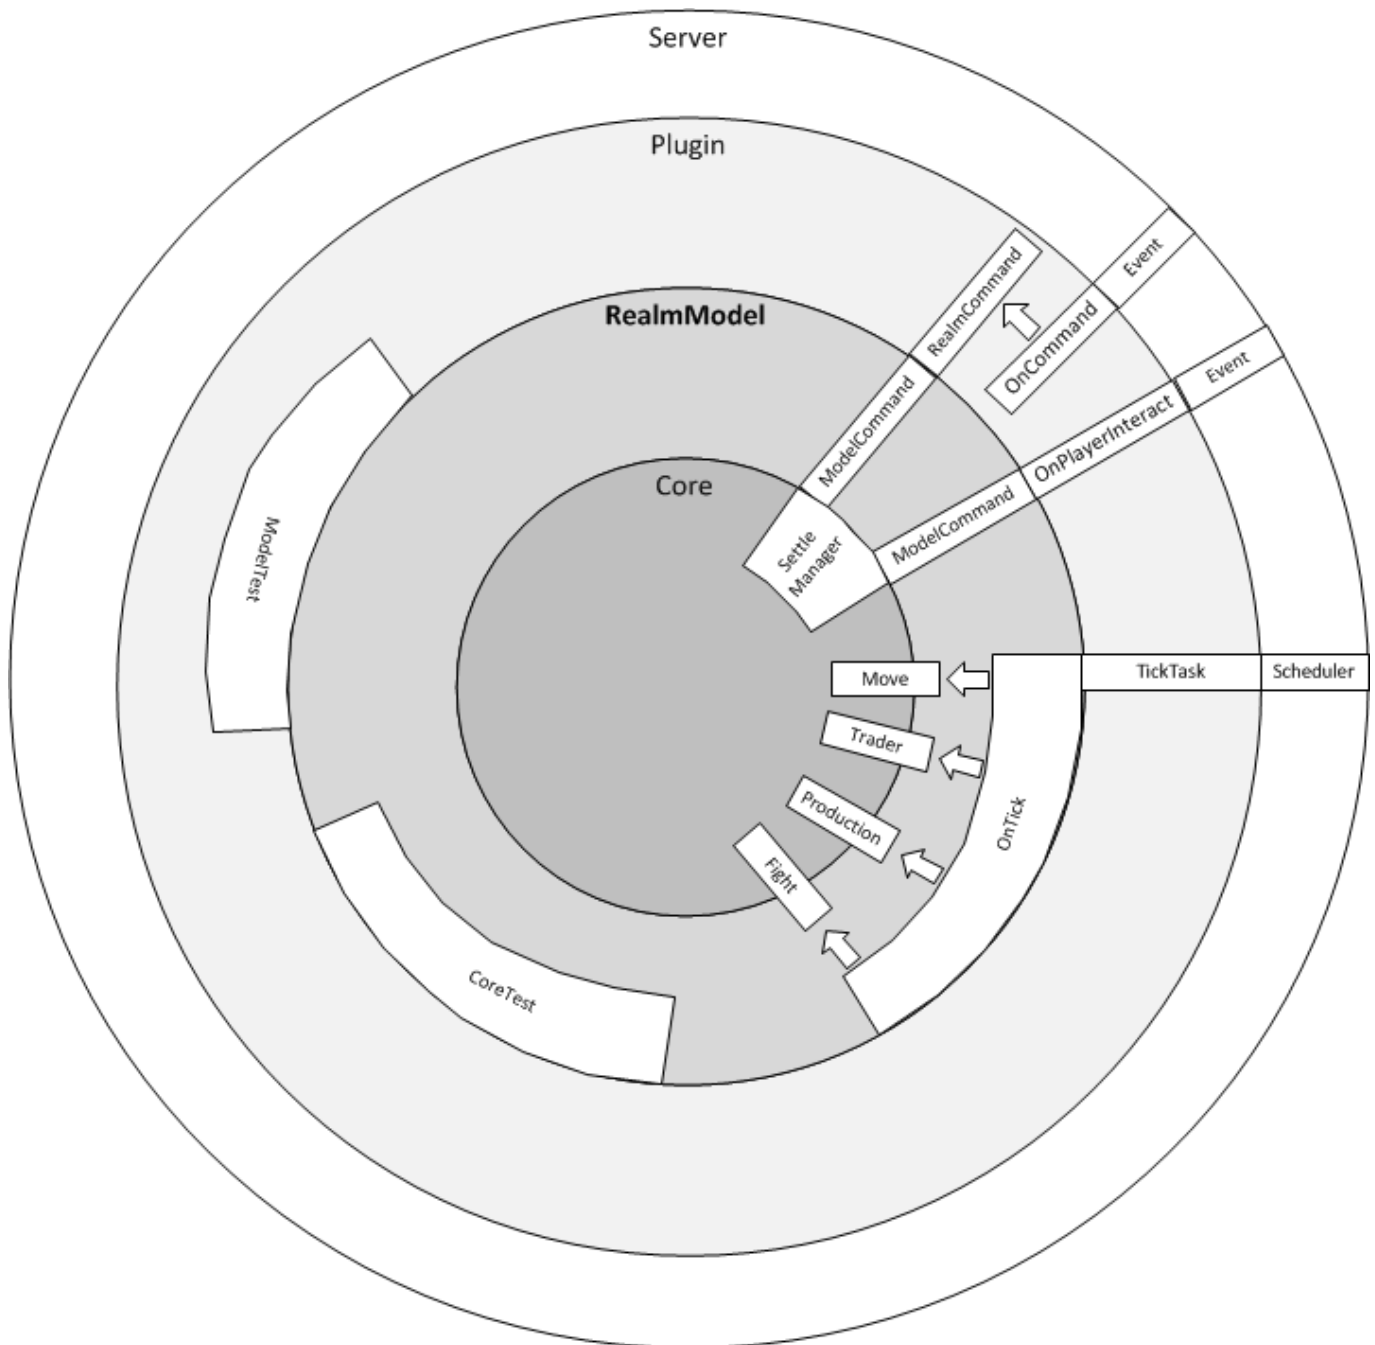 Server
Plugin
RealmModel
Core
Event
RealmCommand
OnCommand
Event
ModelCommand
OnPlayerInteract
ModelCommand
Settle
Manager
ModelTest
Move
TickTask
Scheduler
Trader
Production
OnTick
Fight
CoreTest